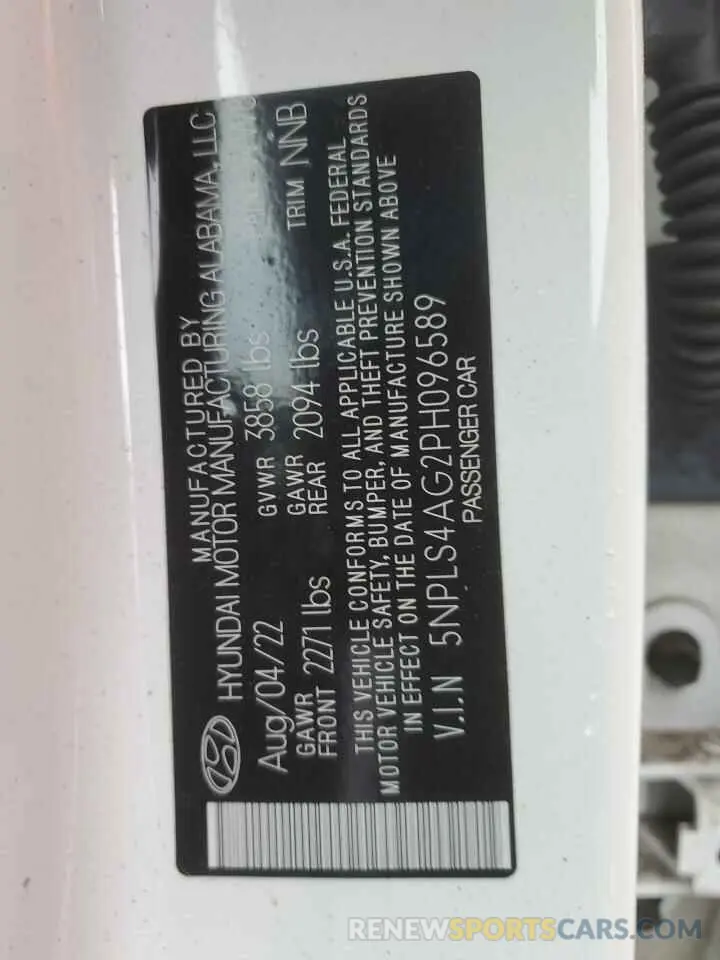 MANUFACTURED BY
HYUNDAI MOTOR MANUFACTURING ALABAMA, LLC
Aug/04/22 GVWR 3858 lbs
GAWR FRONT 2271 lbs GAWR REAR 2094 lbs TRIM NNB
THIS VEHICLE CONFORMS TO ALL APPLICABLE U.S.A. FEDERAL
MOTOR VEHICLE SAFETY, BUMPER, AND THEFT PREVENTION STANDARDS
IN EFFECT ON THE DATE OF MANUFACTURE SHOWN ABOVE
V.I.N 5NPLS4AG2PH096589
PASSENGER CAR
RENEWSPORTSCARS.COM